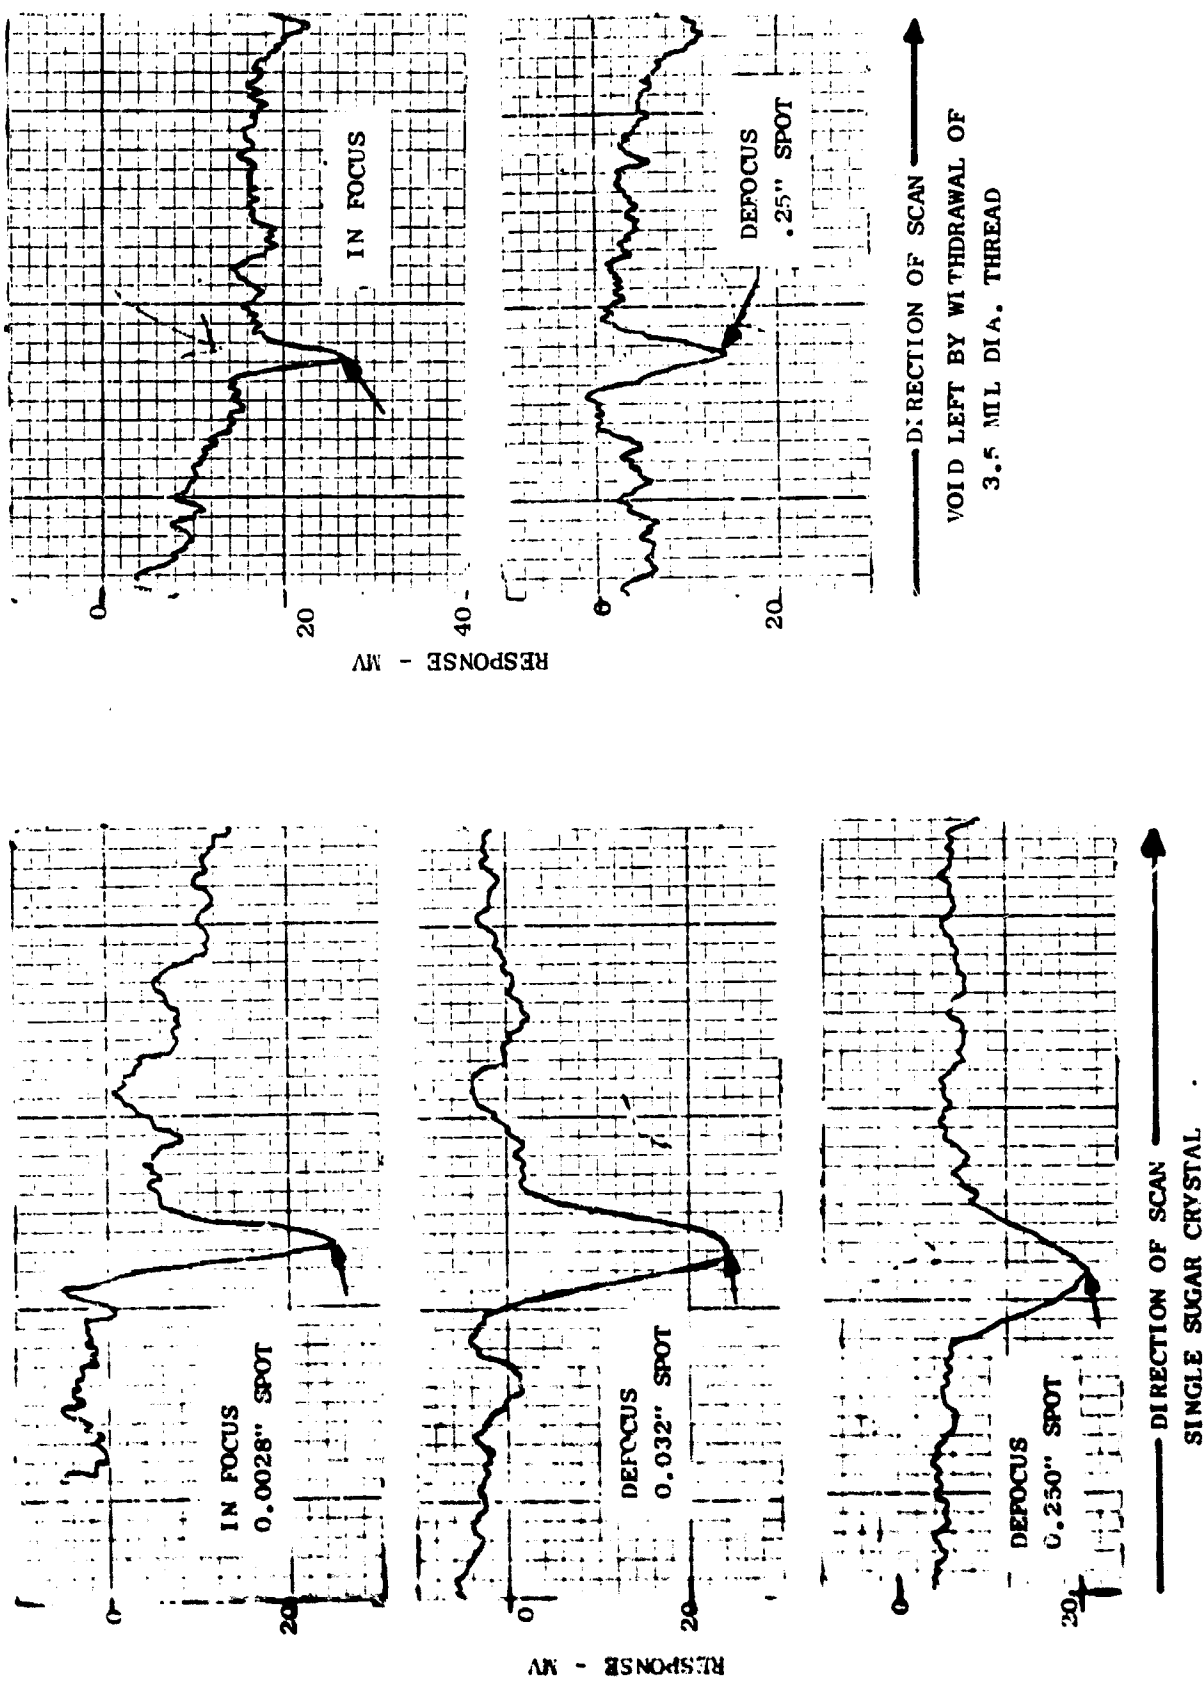 RESPONSE - MV
0
20
IN FOCUS
0.0028" SPOT
0
20
DEFOCUS
0.032" SPOT
0
20
DEFOCUS
0.250" SPOT
DIRECTION OF SCAN
SINGLE SUGAR CRYSTAL
RESPONSE - MV
0
20
40
IN FOCUS
0
20
DEFOCUS
.25" SPOT
DIRECTION OF SCAN
VOID LEFT BY WITHDRAWAL OF
3.5 MIL DIA. THREAD